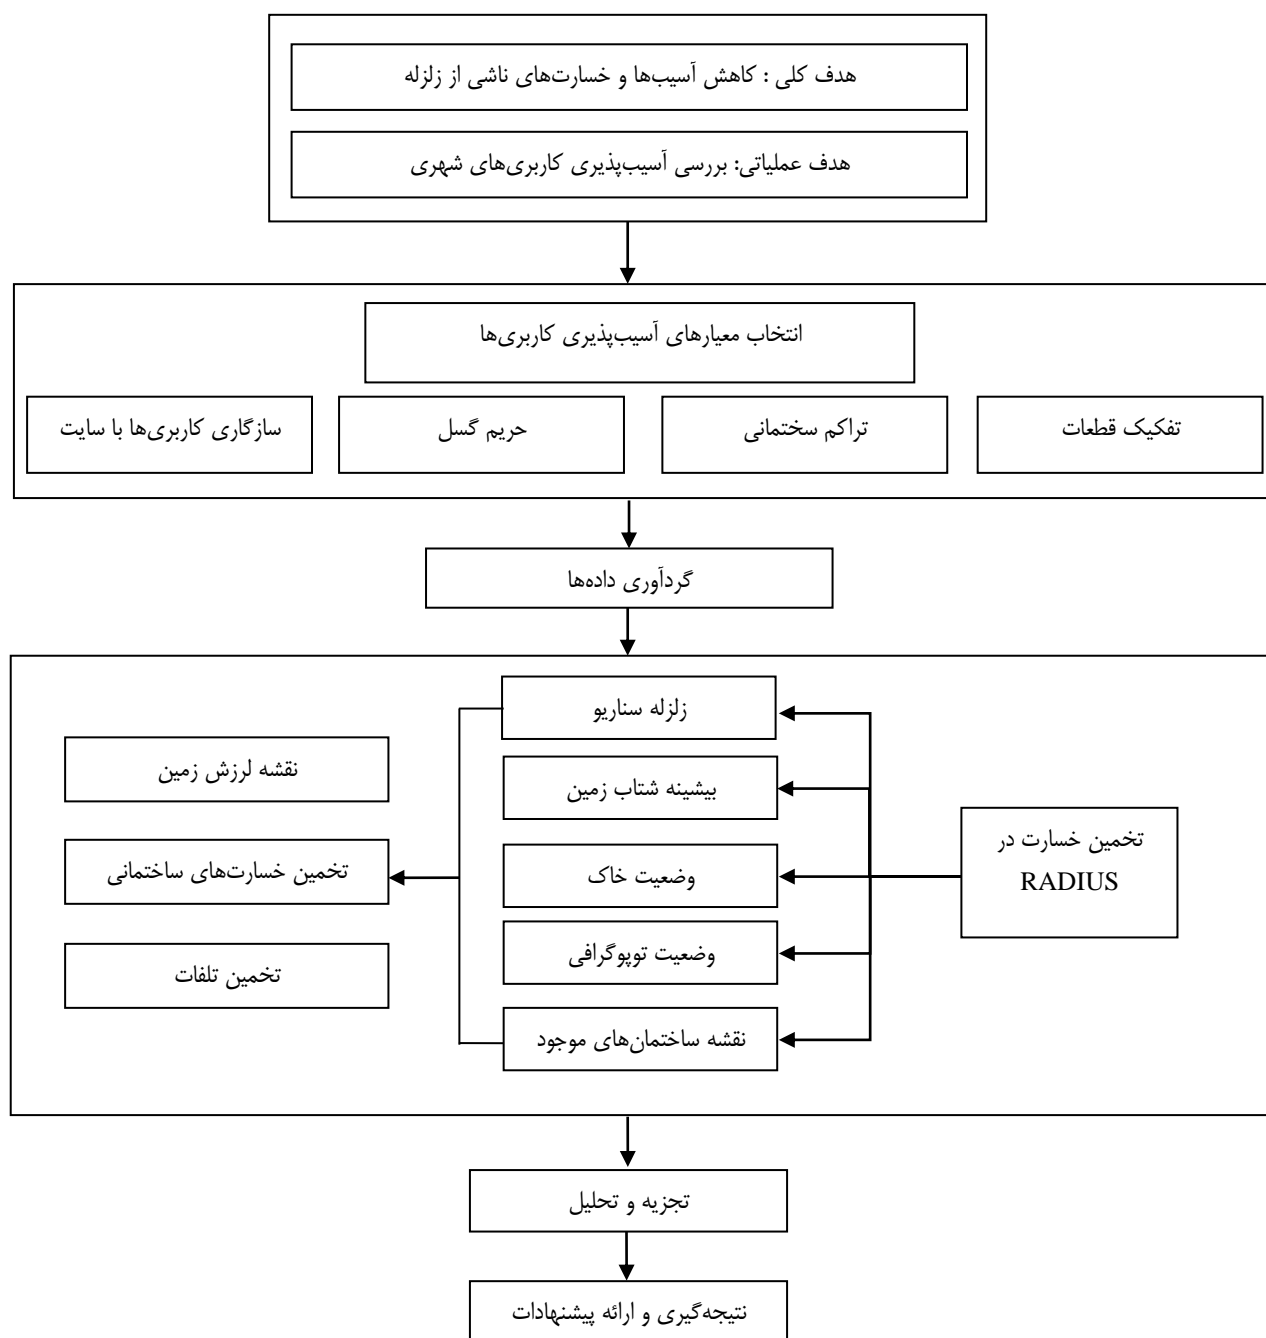 هدف کلی : کاهش آسیب‌ها و خسارت‌های ناشی از زلزله
هدف عملیاتی: بررسی آسیب‌پذیری کاربری‌های شهری
انتخاب معیارهای آسیب‌پذیری کاربری‌ها
تفکیک قطعات
تراکم سختمانی
حریم گسل
سازگاری کاربری‌ها با سایت
گردآوری داده‌ها
تخمین خسارت در
RADIUS
زلزله سناریو
بیشینه شتاب زمین
وضعیت خاک
وضعیت توپوگرافی
نقشه ساختمان‌های موجود
نقشه لرزش زمین
تخمین خسارت‌های ساختمانی
تخمین تلفات
تجزیه و تحلیل
نتیجه‌گیری و ارائه پیشنهادات